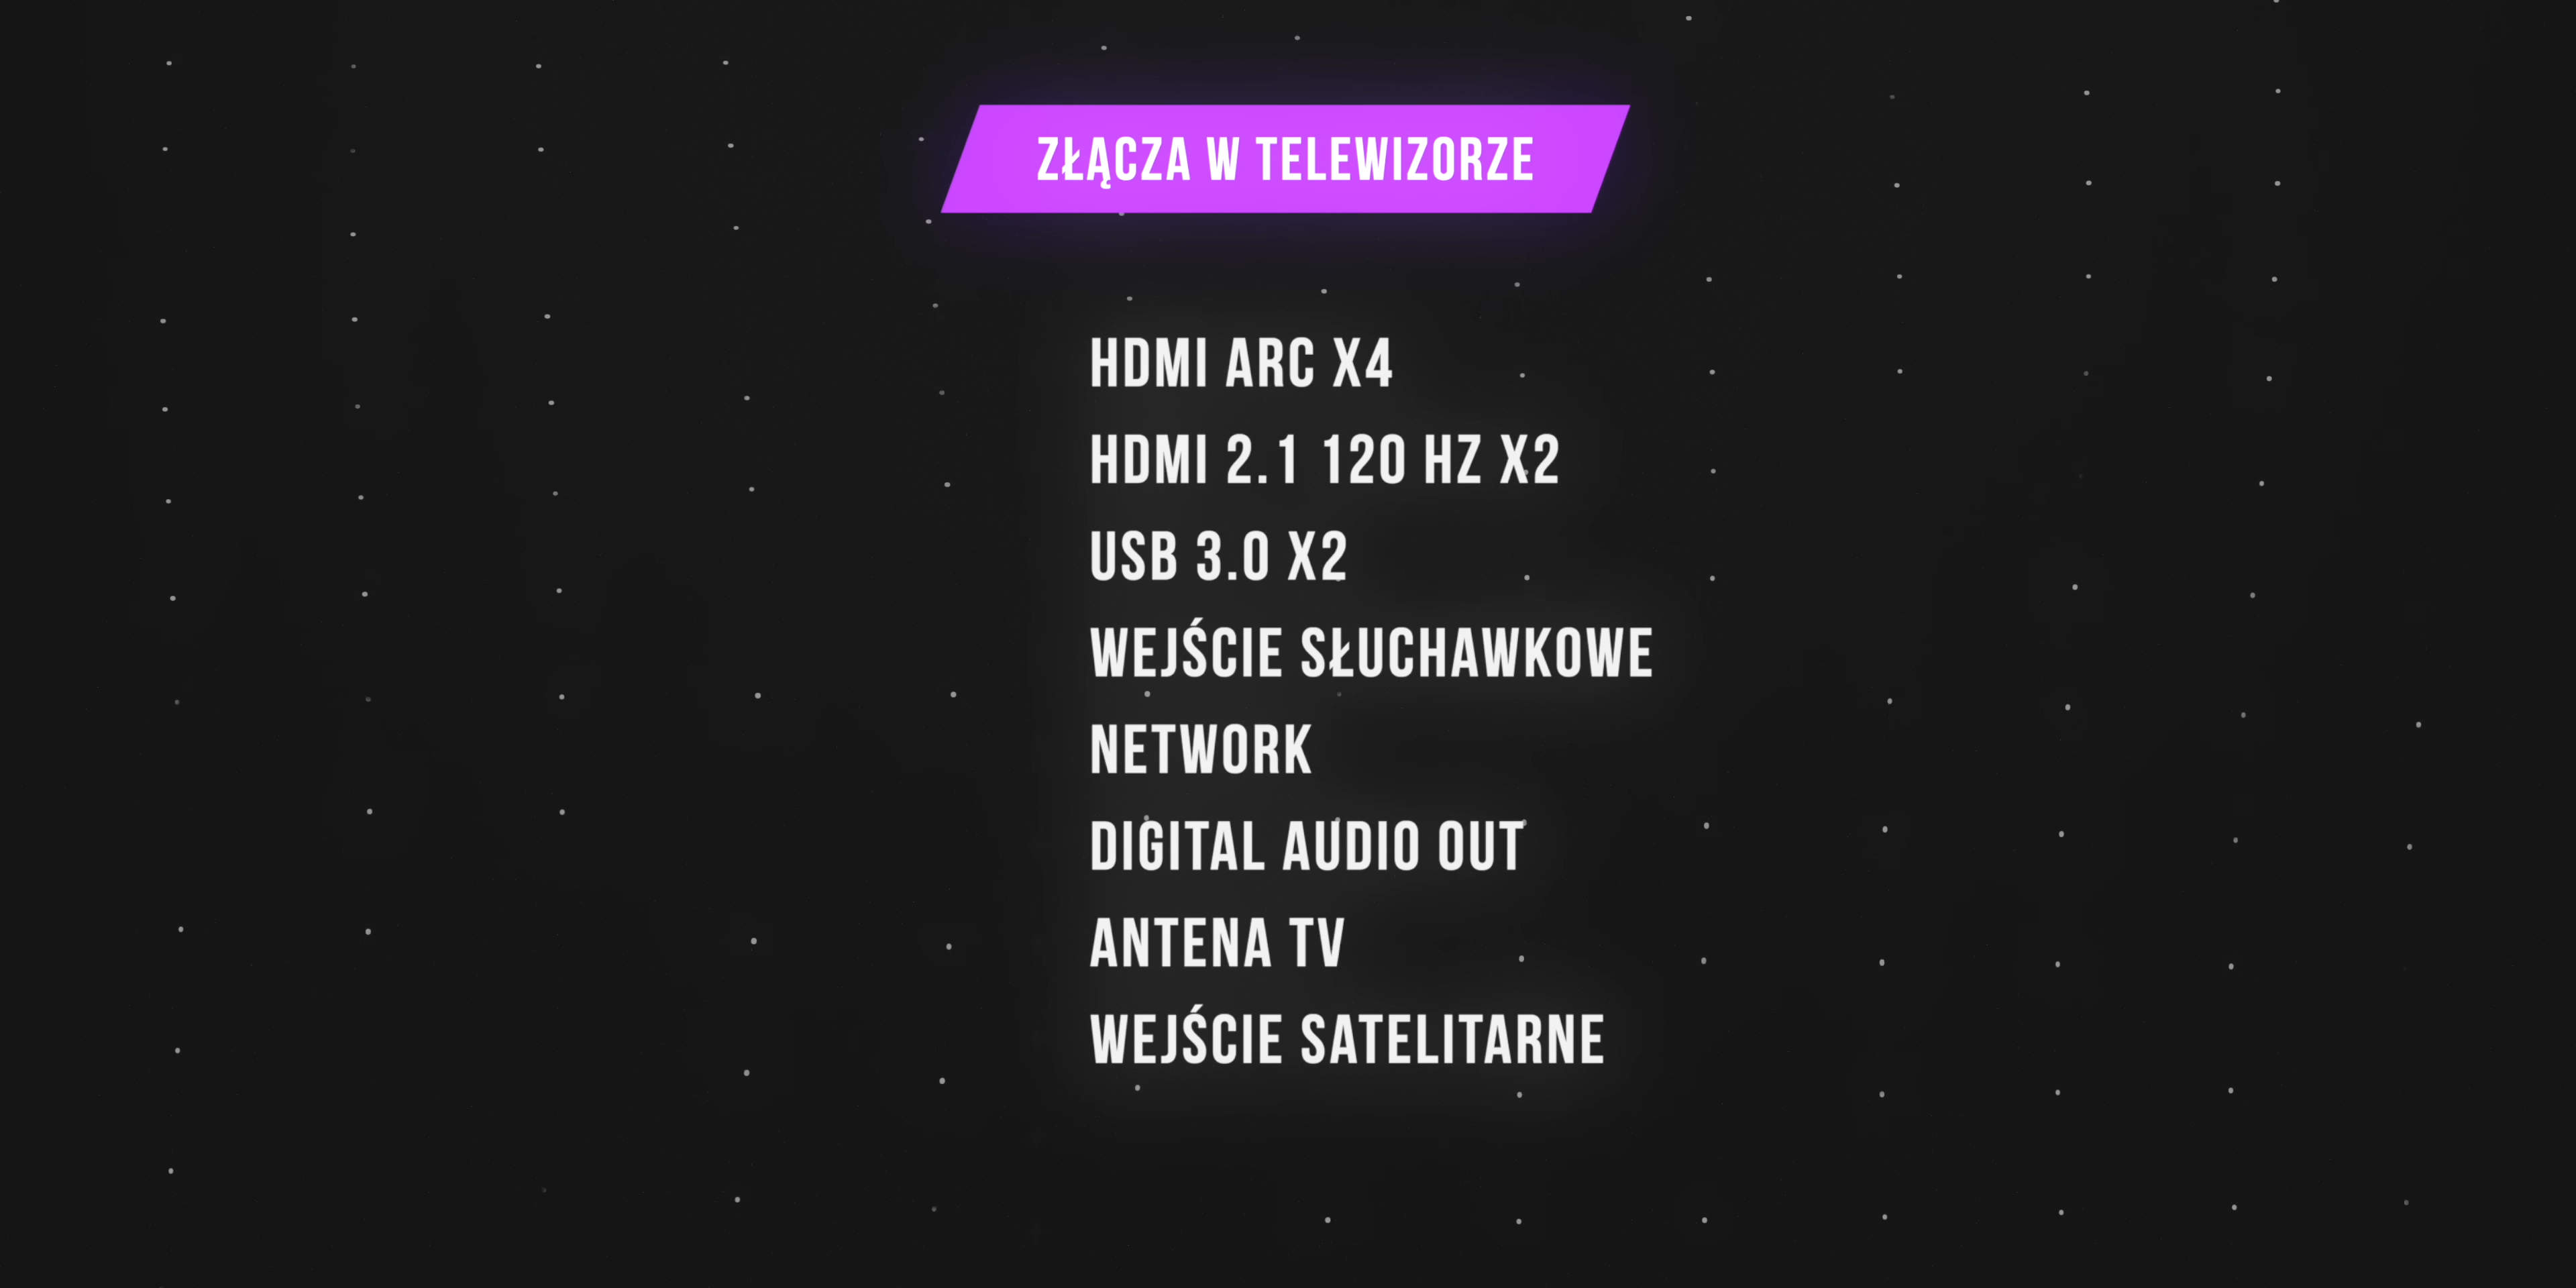 ZŁĄCZA W TELEWIZORZE
HDMI ARC X4
HDMI 2.1 120 HZ X2
USB 3.0 X2
WEJŚCIE SŁUCHAWKOWE
NETWORK
DIGITAL AUDIO OUT
ANTENA TV
WEJŚCIE SATELITARNE